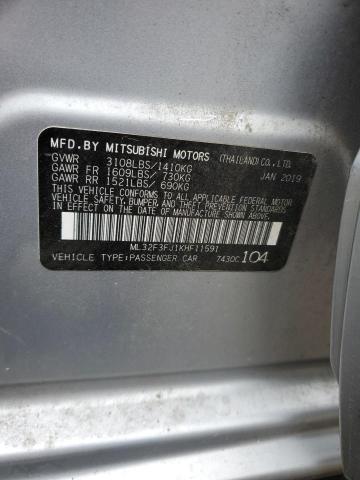 MFD.BY MITSUBISHI MOTORS (THAILAND) CO.,LTD.
GVWR 3108LBS/1410KG JAN 2019
GAWR FR 1609LBS/ 730KG
GAWR RR 1521LBS/ 690KG
THIS VEHICLE CONFORMS TO ALL APPLICABLE FEDERAL MOTOR
VEHICLE SAFETY, BUMPER AND THEFT PREVENTION STANDARDS
IN EFFECT ON THE DATE OF MANUFACTURE SHOWN ABOVE.
ML32F3FJ1KHF11591
VEHICLE TYPE:PASSENGER CAR 7430C 104